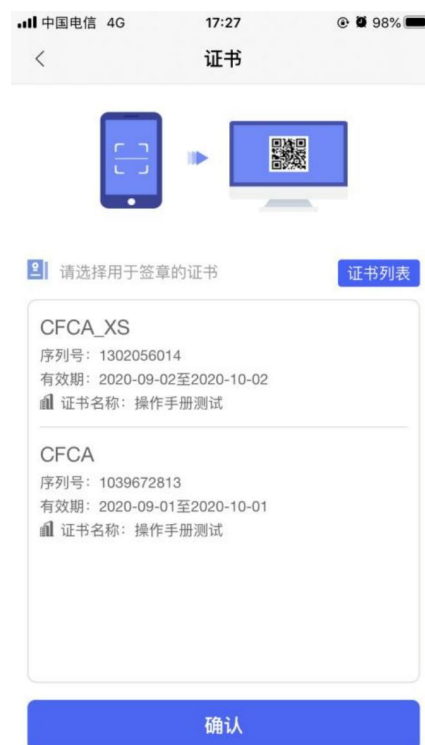 中国电信 4G 17:27 98%
证书
请选择用于签章的证书 证书列表
CFCA_XS
序列号：1302056014
有效期：2020-09-02至2020-10-02
证书名称：操作手册测试
CFCA
序列号：1039672813
有效期：2020-09-01至2020-10-01
证书名称：操作手册测试
确认